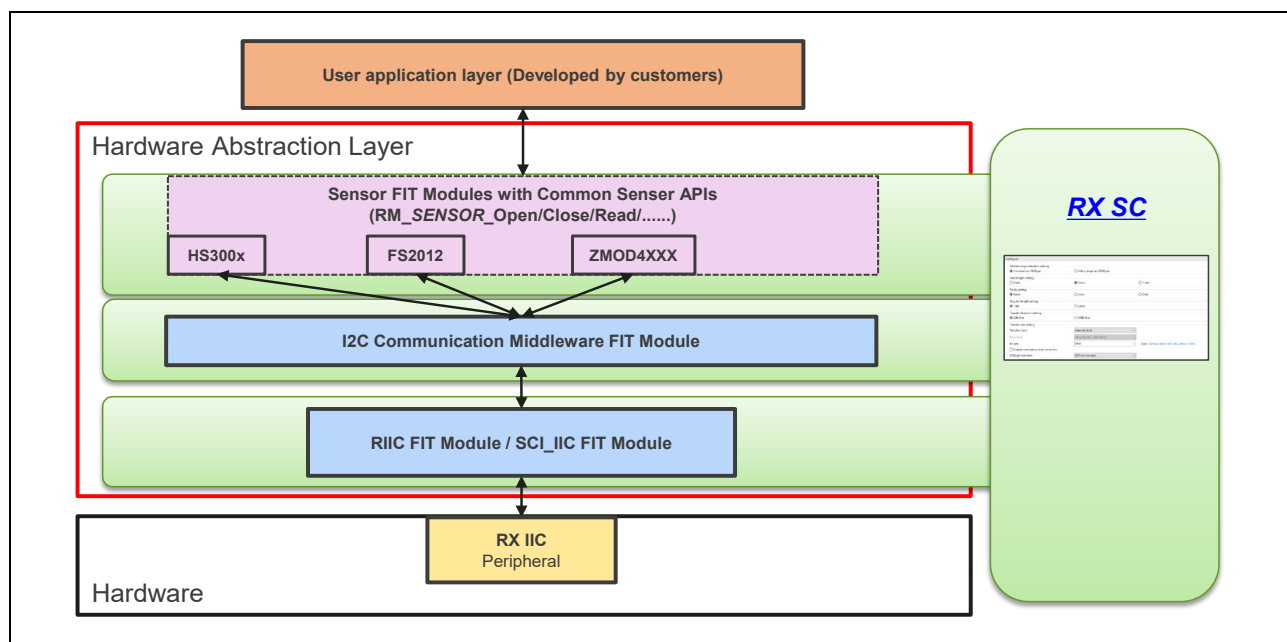 User application layer (Developed by customers)
Hardware Abstraction Layer
Sensor FIT Modules with Common Senser APIs
(RM_SENSOR_Open/Close/Read/......)
HS300x
FS2012
ZMOD4XXX
I2C Communication Middleware FIT Module
RIIC FIT Module / SCI_IIC FIT Module
RX IIC
Peripheral
Hardware
RX SC